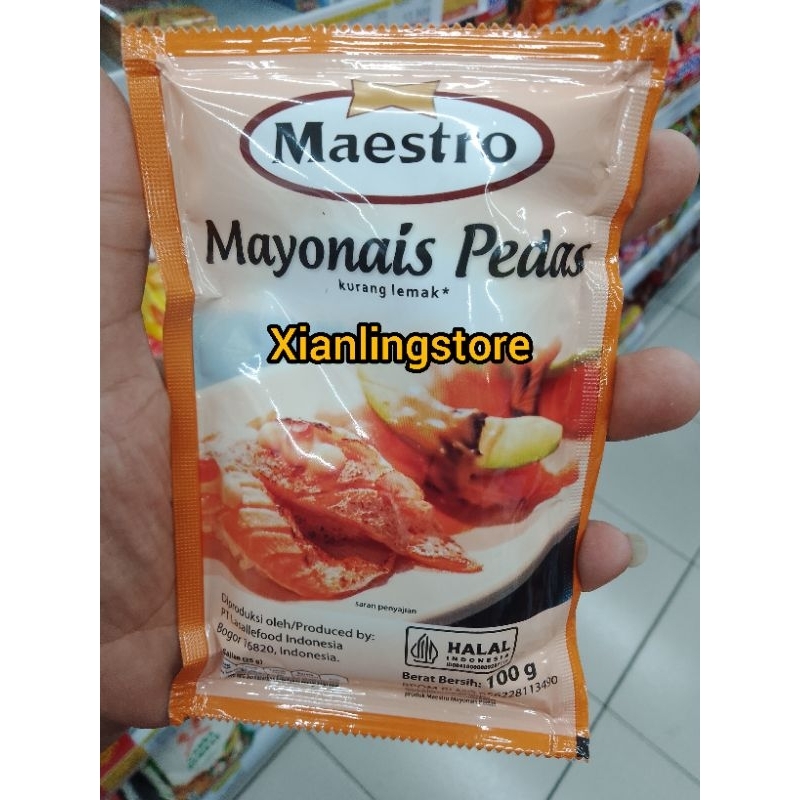 Maestro
Mayonais Pedas
kurang lemak*
Xianlingstore
saran penyajian
Diproduksi oleh/Produced by:
PT Lasallefood Indonesia
Bogor 16820, Indonesia.
HALAL
INDONESIA
Berat Bersih: 100 g